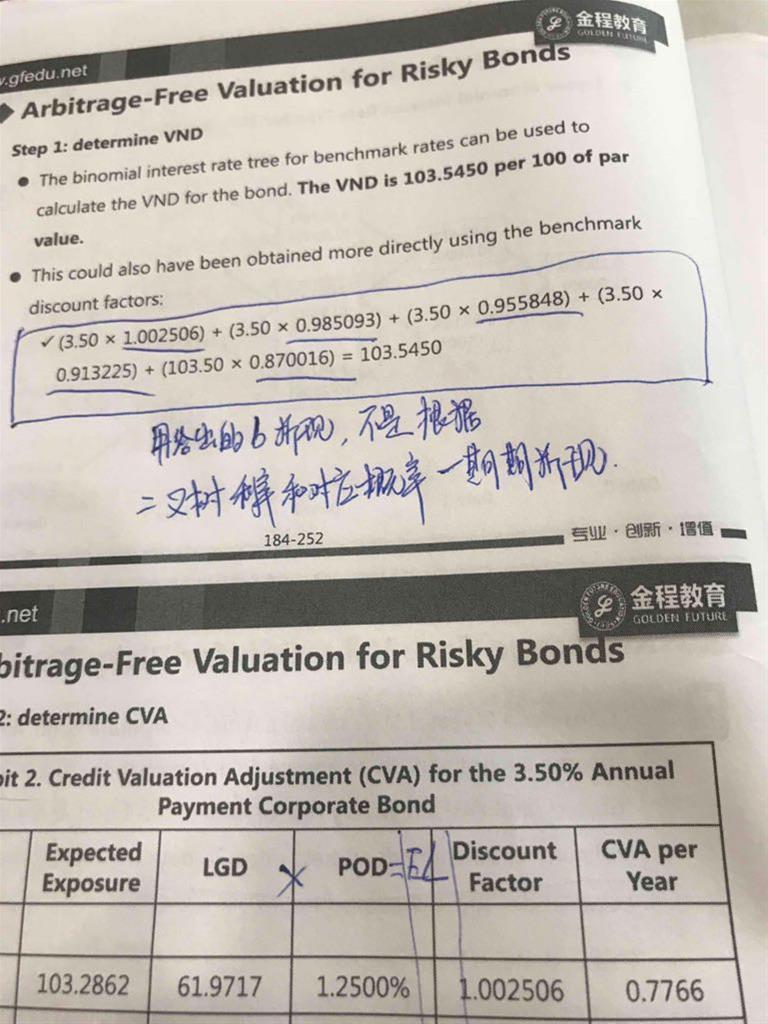 v.gfedu.net
金程教育
GOLDEN FUTURE
◆ Arbitrage-Free Valuation for Risky Bonds
Step 1: determine VND
● The binomial interest rate tree for benchmark rates can be used to
calculate the VND for the bond. The VND is 103.5450 per 100 of par
value.
● This could also have been obtained more directly using the benchmark
discount factors:
✓ (3.50 × 1.002506) + (3.50 × 0.985093) + (3.50 × 0.955848) + (3.50 ×
0.913225) + (103.50 × 0.870016) = 103.5450
用给出的b折现, 不是根据
二叉树利率和对应概率一期期折现.
184-252
专业·创新·增值
.net
金程教育
GOLDEN FUTURE
bitrage-Free Valuation for Risky Bonds
2: determine CVA
bit 2. Credit Valuation Adjustment (CVA) for the 3.50% Annual
Payment Corporate Bond
Expected Exposure LGD × POD =EL Discount Factor CVA per Year
103.2862 61.9717 1.2500% 1.002506 0.7766